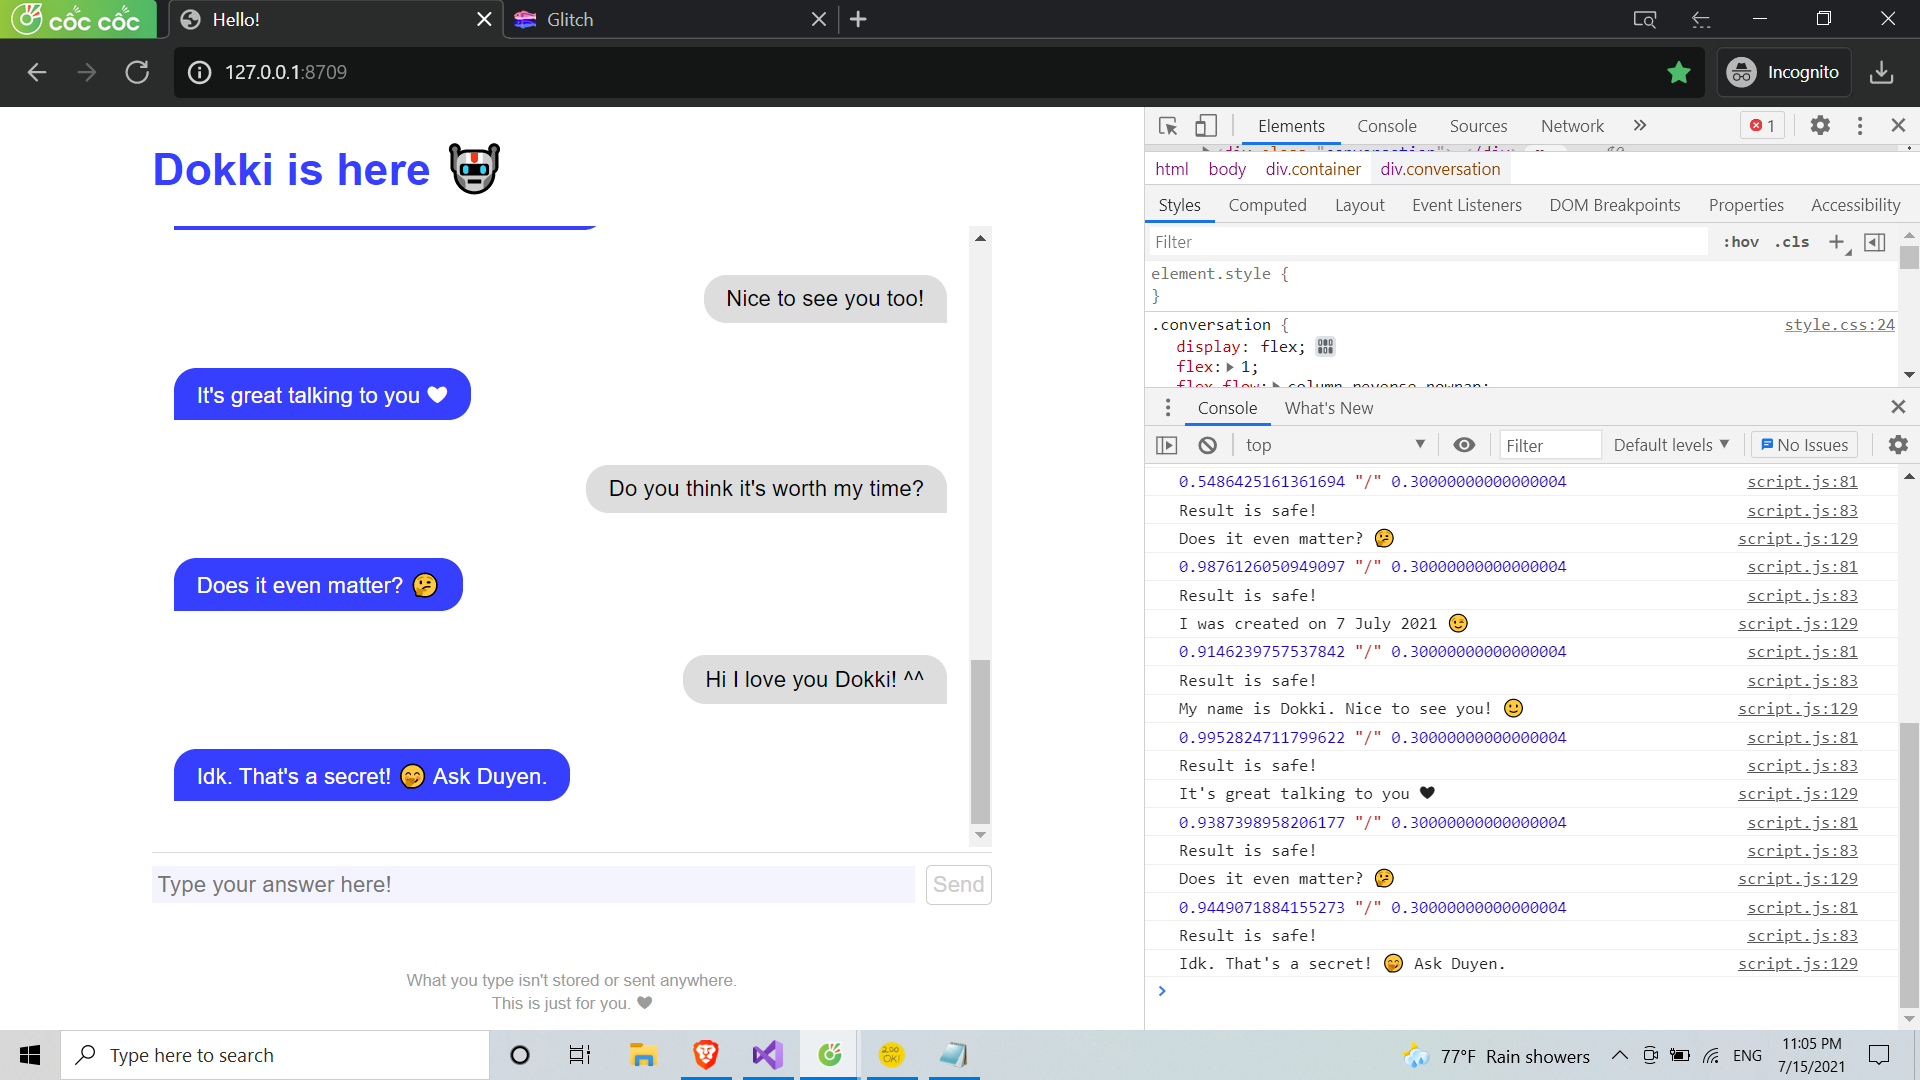 cốc cốc
Hello!
Glitch
127.0.0.1:8709
Incognito
Dokki is here
Nice to see you too!
It's great talking to you 🖤
Do you think it's worth my time?
Does it even matter? 🤔
Hi I love you Dokki! ^^
Idk. That's a secret! 🤭 Ask Duyen.
Type your answer here!
Send
What you type isn't stored or sent anywhere.
This is just for you. 🖤
Elements Console Sources Network » 1
html body div.container div.conversation
Styles Computed Layout Event Listeners DOM Breakpoints Properties Accessibility
Filter :hov .cls +
element.style {
}
.conversation { style.css:24
display: flex;
flex: 1;
flex-flow: column-reverse nowrap;
Console What's New
top Filter Default levels No Issues
0.5486425161361694 "/" 0.30000000000000004 script.js:81
Result is safe! script.js:83
Does it even matter? 🤔 script.js:129
0.9876126050949097 "/" 0.30000000000000004 script.js:81
Result is safe! script.js:83
I was created on 7 July 2021 😉 script.js:129
0.9146239757537842 "/" 0.30000000000000004 script.js:81
Result is safe! script.js:83
My name is Dokki. Nice to see you! 🙂 script.js:129
0.9952824711799622 "/" 0.30000000000000004 script.js:81
Result is safe! script.js:83
It's great talking to you 🖤 script.js:129
0.9387398958206177 "/" 0.30000000000000004 script.js:81
Result is safe! script.js:83
Does it even matter? 🤔 script.js:129
0.9449071884155273 "/" 0.30000000000000004 script.js:81
Result is safe! script.js:83
Idk. That's a secret! 🤭 Ask Duyen. script.js:129
>
Type here to search
77°F Rain showers
ENG
11:05 PM
7/15/2021